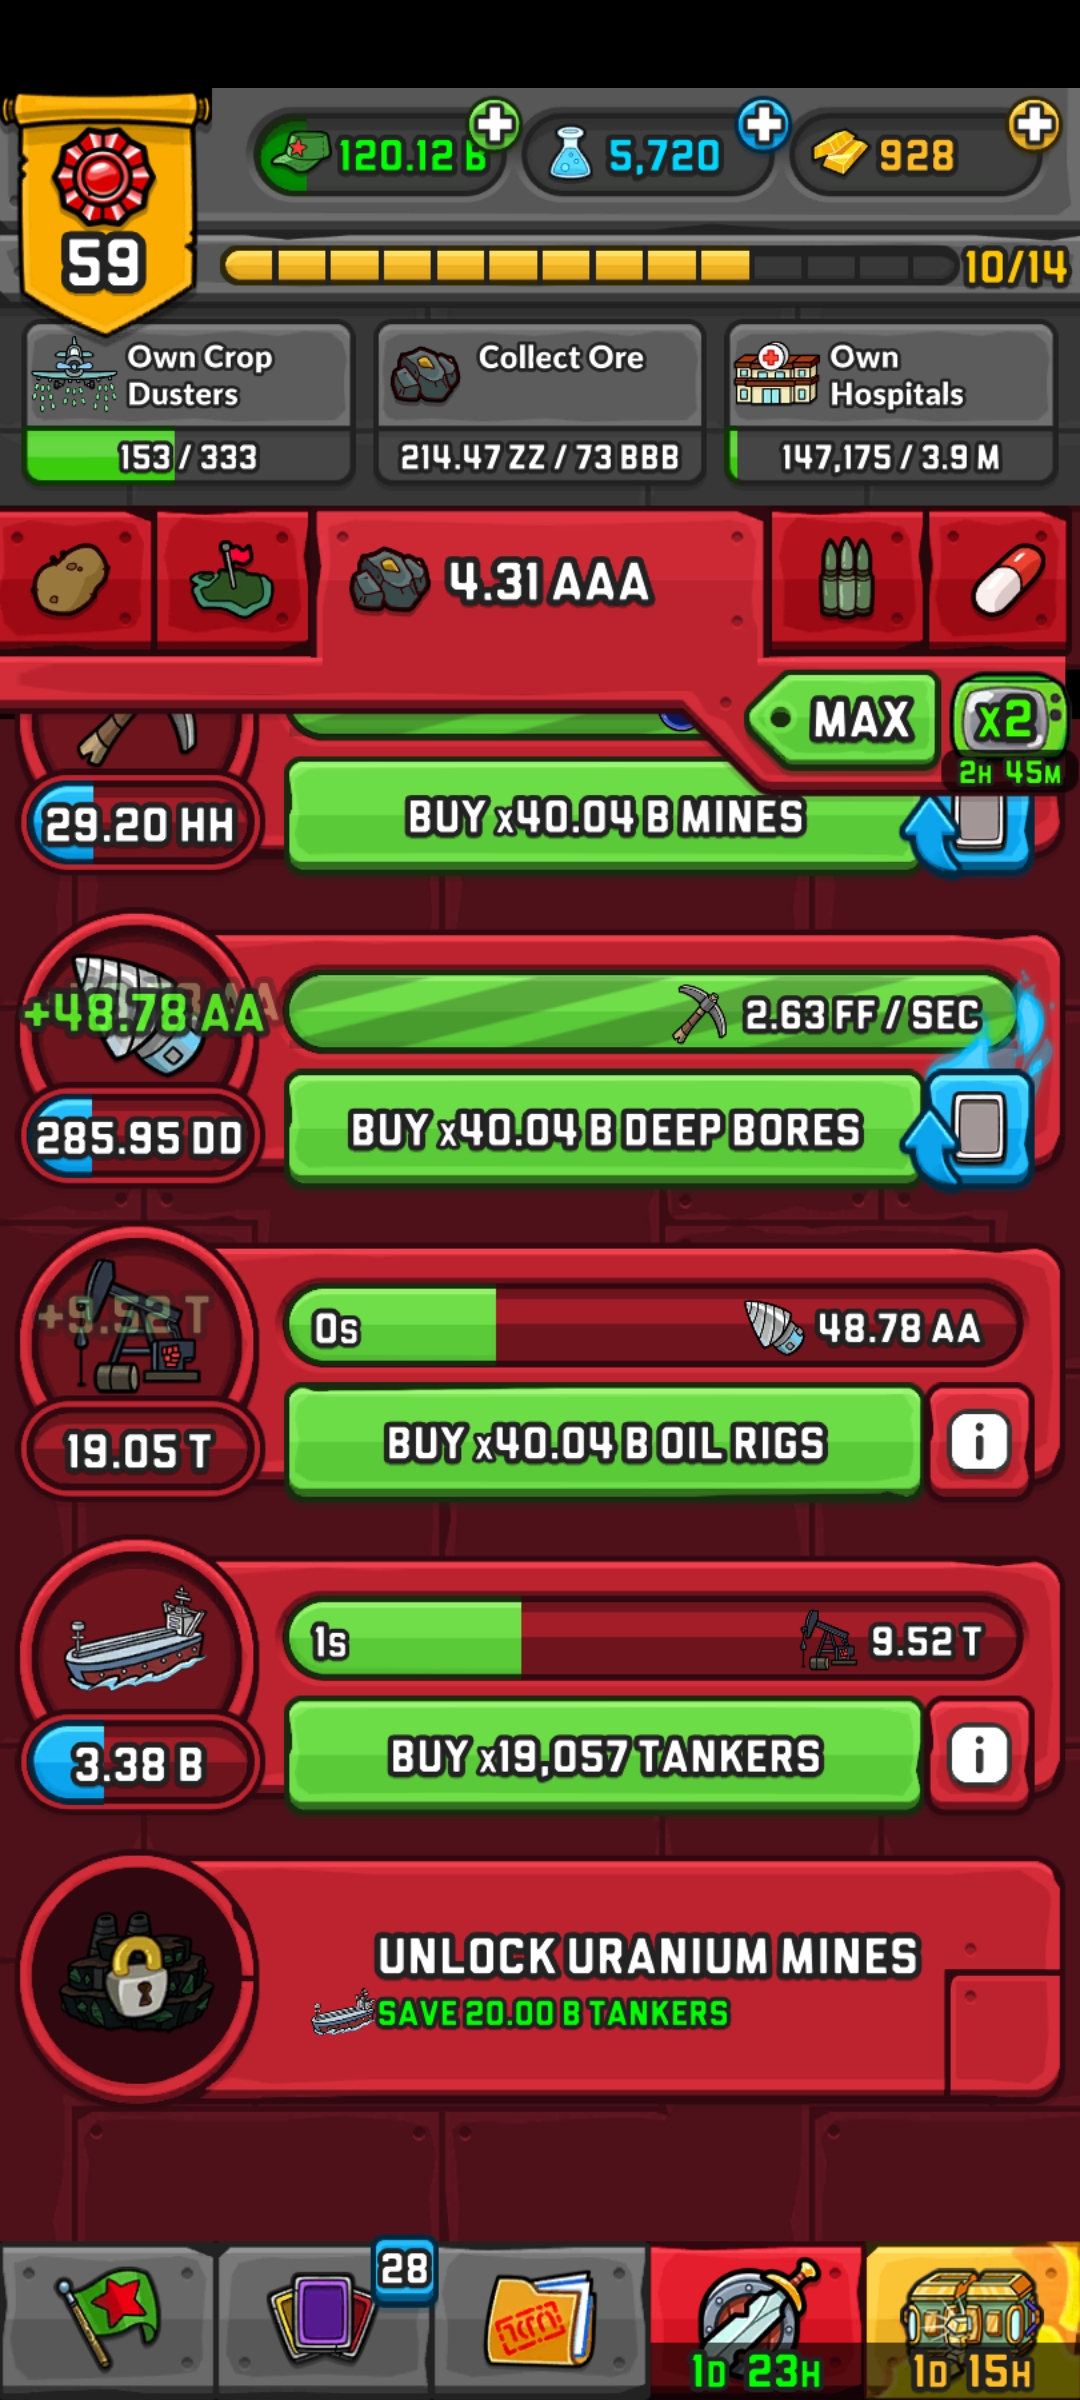 120.12 B
5,720
928
59
10/14
Own Crop
Dusters
153 / 333
Collect Ore
214.47 ZZ / 73 BBB
Own
Hospitals
147,175 / 3.9 M
4.31 AAA
MAX
x2
2H 45M
29.20 HH
BUY x40.04 B MINES
+48.78 AA
2.63 FF / SEC
285.95 DD
BUY x40.04 B DEEP BORES
+9.52 T
0s
48.78 AA
19.05 T
BUY x40.04 B OIL RIGS
i
1s
9.52 T
3.38 B
BUY x19,057 TANKERS
i
UNLOCK URANIUM MINES
SAVE 20.00 B TANKERS
28
1D 23H
1D 15H